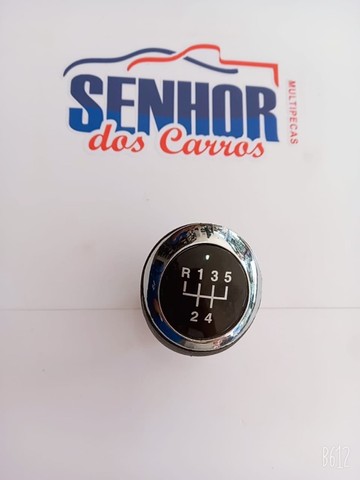 SENHOR
dos Carros
MULTIPEÇAS
R 1 3 5
2 4
B612